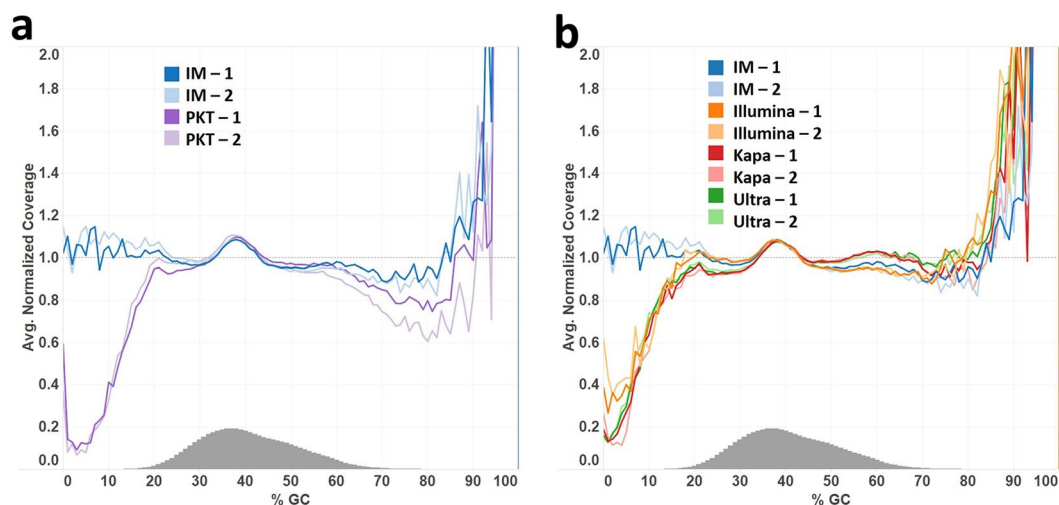 a
Avg. Normalized Coverage
2.0
1.8
1.6
1.4
1.2
1.0
0.8
0.6
0.4
0.2
0.0
IM – 1
IM – 2
PKT – 1
PKT – 2
0 10 20 30 40 50 60 70 80 90 100
% GC
b
Avg. Normalized Coverage
2.0
1.8
1.6
1.4
1.2
1.0
0.8
0.6
0.4
0.2
0.0
IM – 1
IM – 2
Illumina – 1
Illumina – 2
Kapa – 1
Kapa – 2
Ultra – 1
Ultra – 2
0 10 20 30 40 50 60 70 80 90 100
% GC